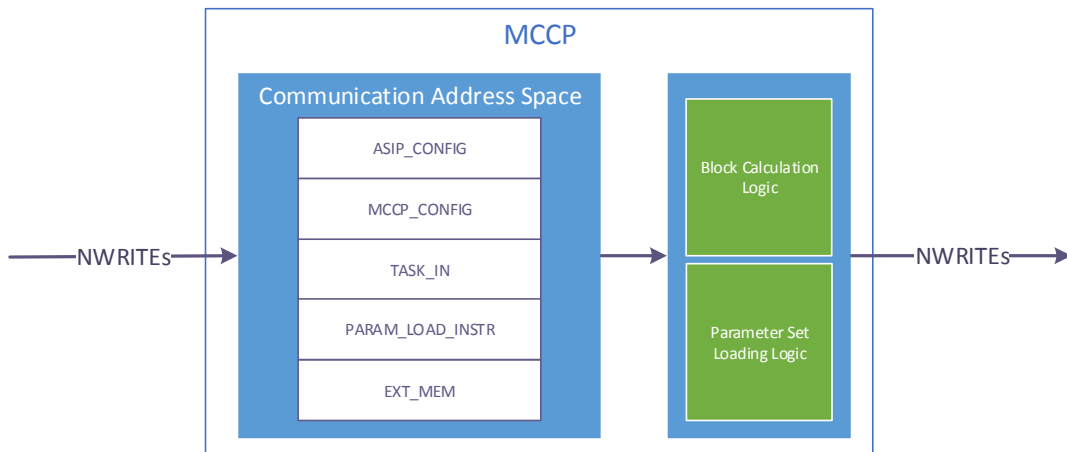 MCCP
Communication Address Space
ASIP_CONFIG
MCCP_CONFIG
TASK_IN
PARAM_LOAD_INSTR
EXT_MEM
Block Calculation
Logic
Parameter Set
Loading Logic
NWRITEs
NWRITEs